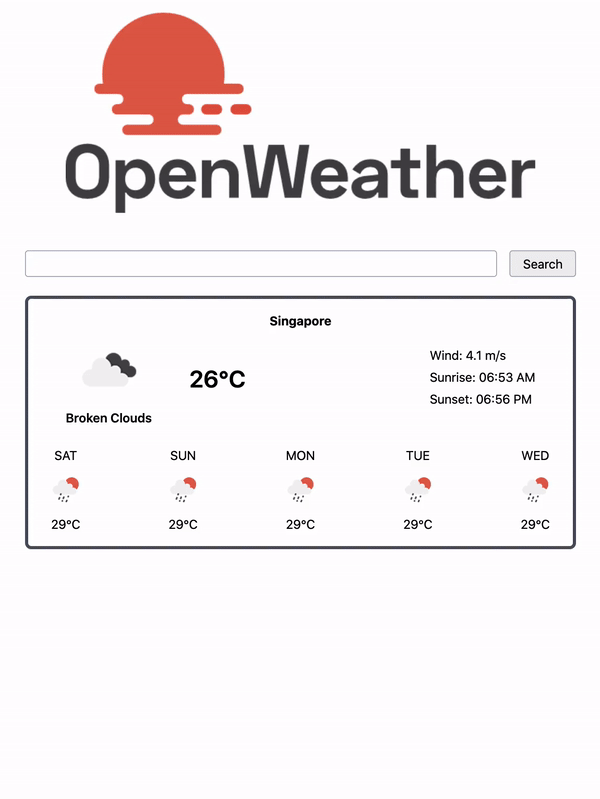 OpenWeather
Search
Singapore
26°C
Broken Clouds
Wind: 4.1 m/s
Sunrise: 06:53 AM
Sunset: 06:56 PM
SAT SUN MON TUE WED
29°C 29°C 29°C 29°C 29°C